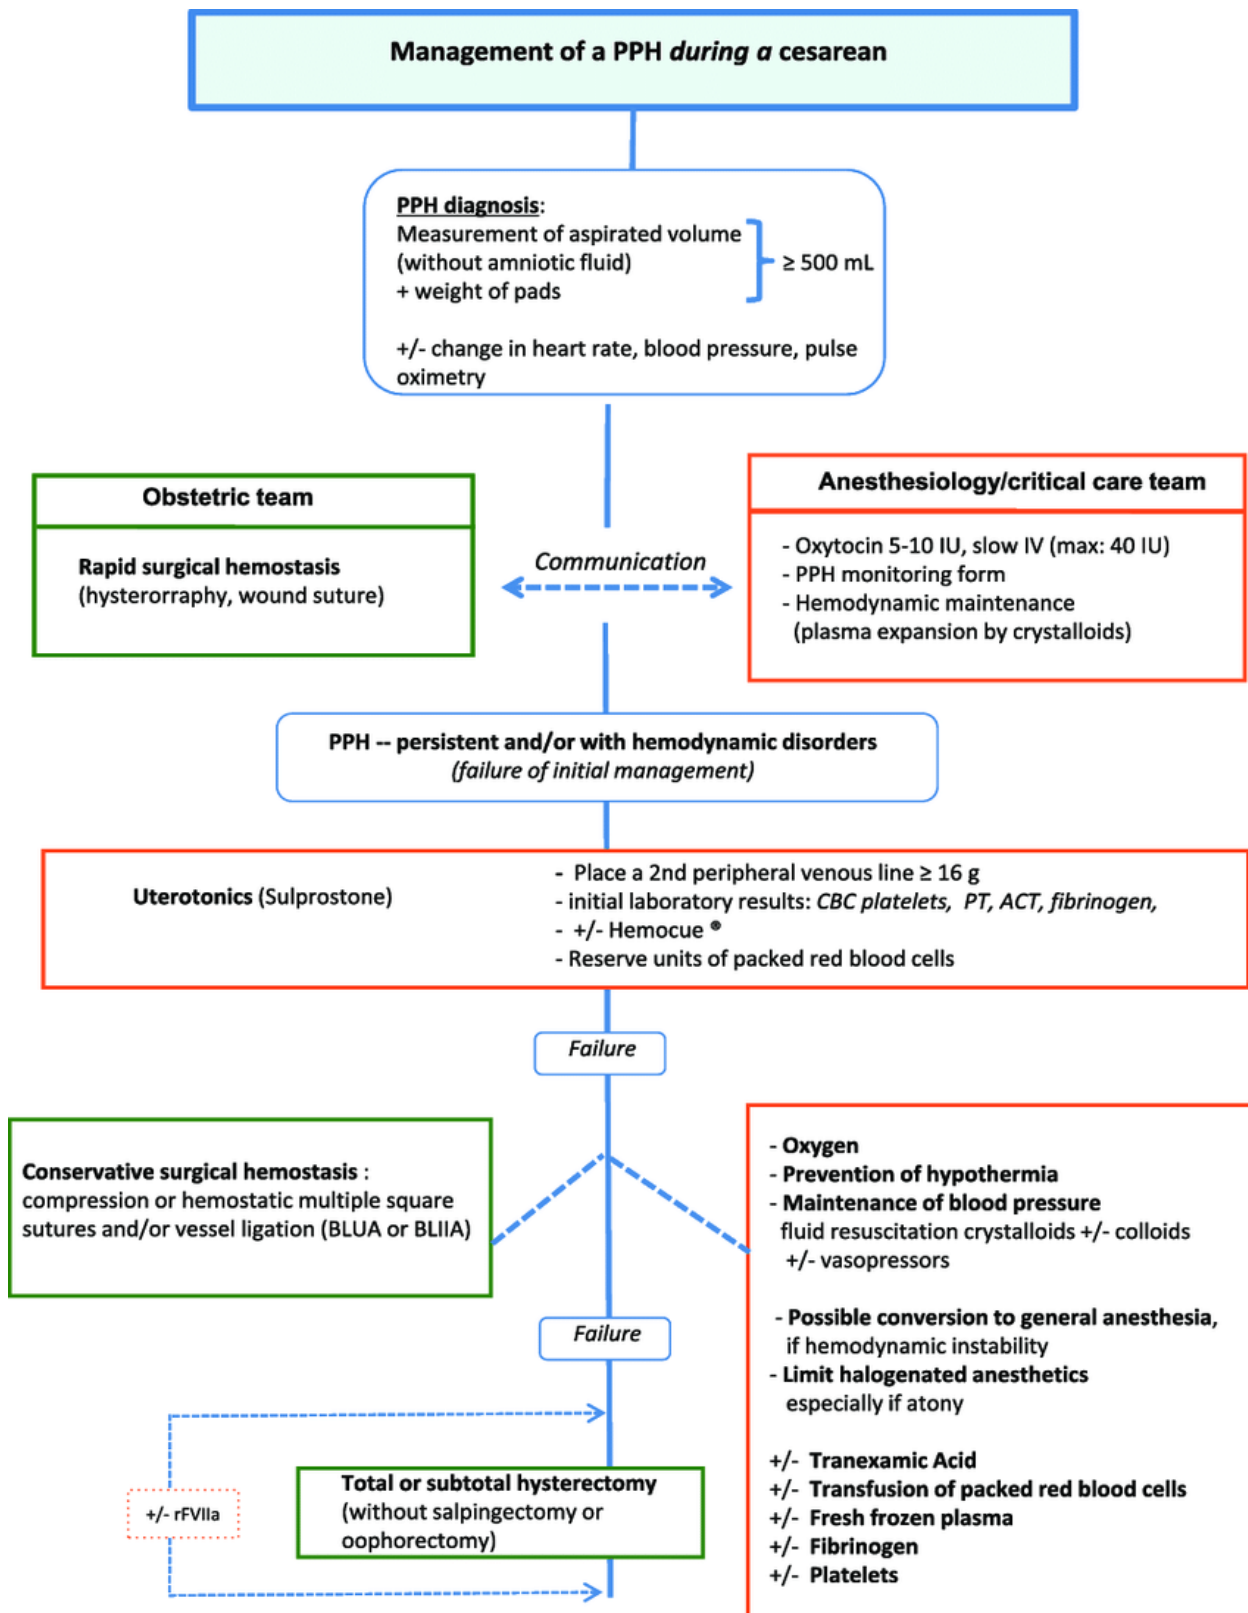 Management of a PPH during a cesarean
PPH diagnosis:
Measurement of aspirated volume
(without amniotic fluid)
+ weight of pads
≥ 500 mL
+/- change in heart rate, blood pressure, pulse
oximetry
Obstetric team
Rapid surgical hemostasis
(hysterorraphy, wound suture)
Communication
Anesthesiology/critical care team
- Oxytocin 5-10 IU, slow IV (max: 40 IU)
- PPH monitoring form
- Hemodynamic maintenance
(plasma expansion by crystalloids)
PPH -- persistent and/or with hemodynamic disorders
(failure of initial management)
Uterotonics (Sulprostone)
- Place a 2nd peripheral venous line ≥ 16 g
- initial laboratory results: CBC platelets, PT, ACT, fibrinogen,
- +/- Hemocue ®
- Reserve units of packed red blood cells
Failure
Conservative surgical hemostasis :
compression or hemostatic multiple square
sutures and/or vessel ligation (BLUA or BLIIA)
- Oxygen
- Prevention of hypothermia
- Maintenance of blood pressure
fluid resuscitation crystalloids +/- colloids
+/- vasopressors
- Possible conversion to general anesthesia,
if hemodynamic instability
- Limit halogenated anesthetics
especially if atony
+/- Tranexamic Acid
+/- Transfusion of packed red blood cells
+/- Fresh frozen plasma
+/- Fibrinogen
+/- Platelets
Failure
+/- rFVIIa
Total or subtotal hysterectomy
(without salpingectomy or
oophorectomy)